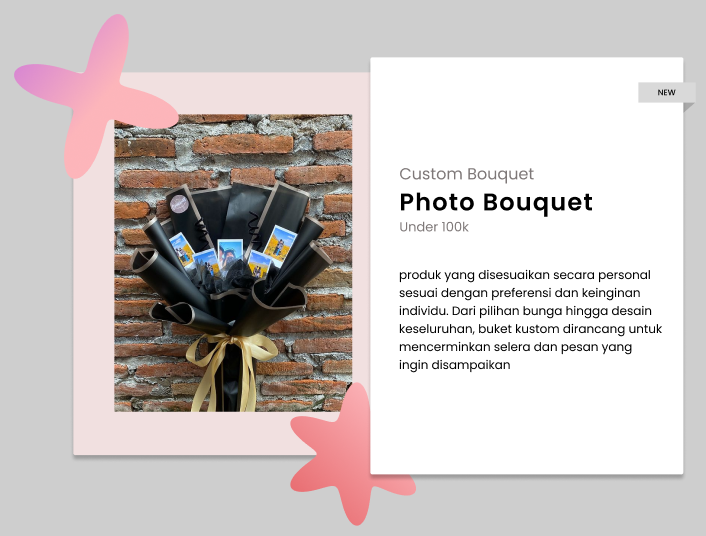 NEW
Custom Bouquet
Photo Bouquet
Under 100k
produk yang disesuaikan secara personal
sesuai dengan preferensi dan keinginan
individu. Dari pilihan bunga hingga desain
keseluruhan, buket kustom dirancang untuk
mencerminkan selera dan pesan yang
ingin disampaikan